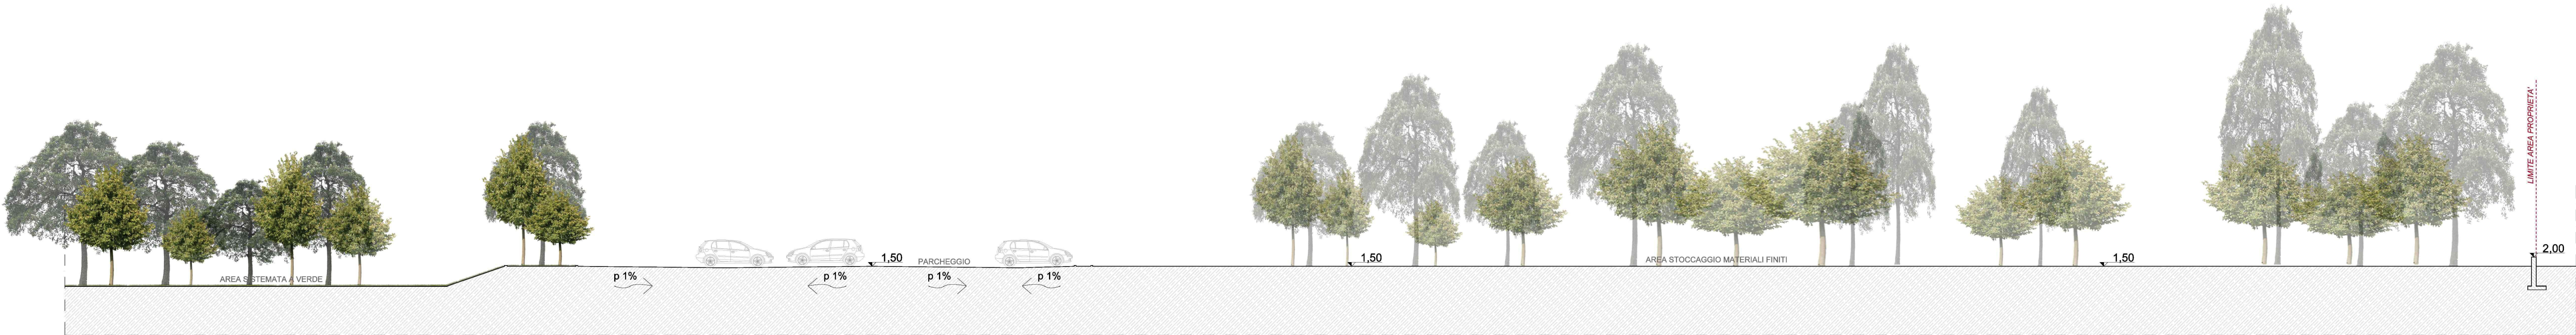 AREA SISTEMATA A VERDE
p 1%
p 1%
1,50
PARCHEGGIO
p 1%
p 1%
1,50
AREA STOCCAGGIO MATERIALI FINITI
1,50
LIMITE AREA PROPRIETA'
2,00